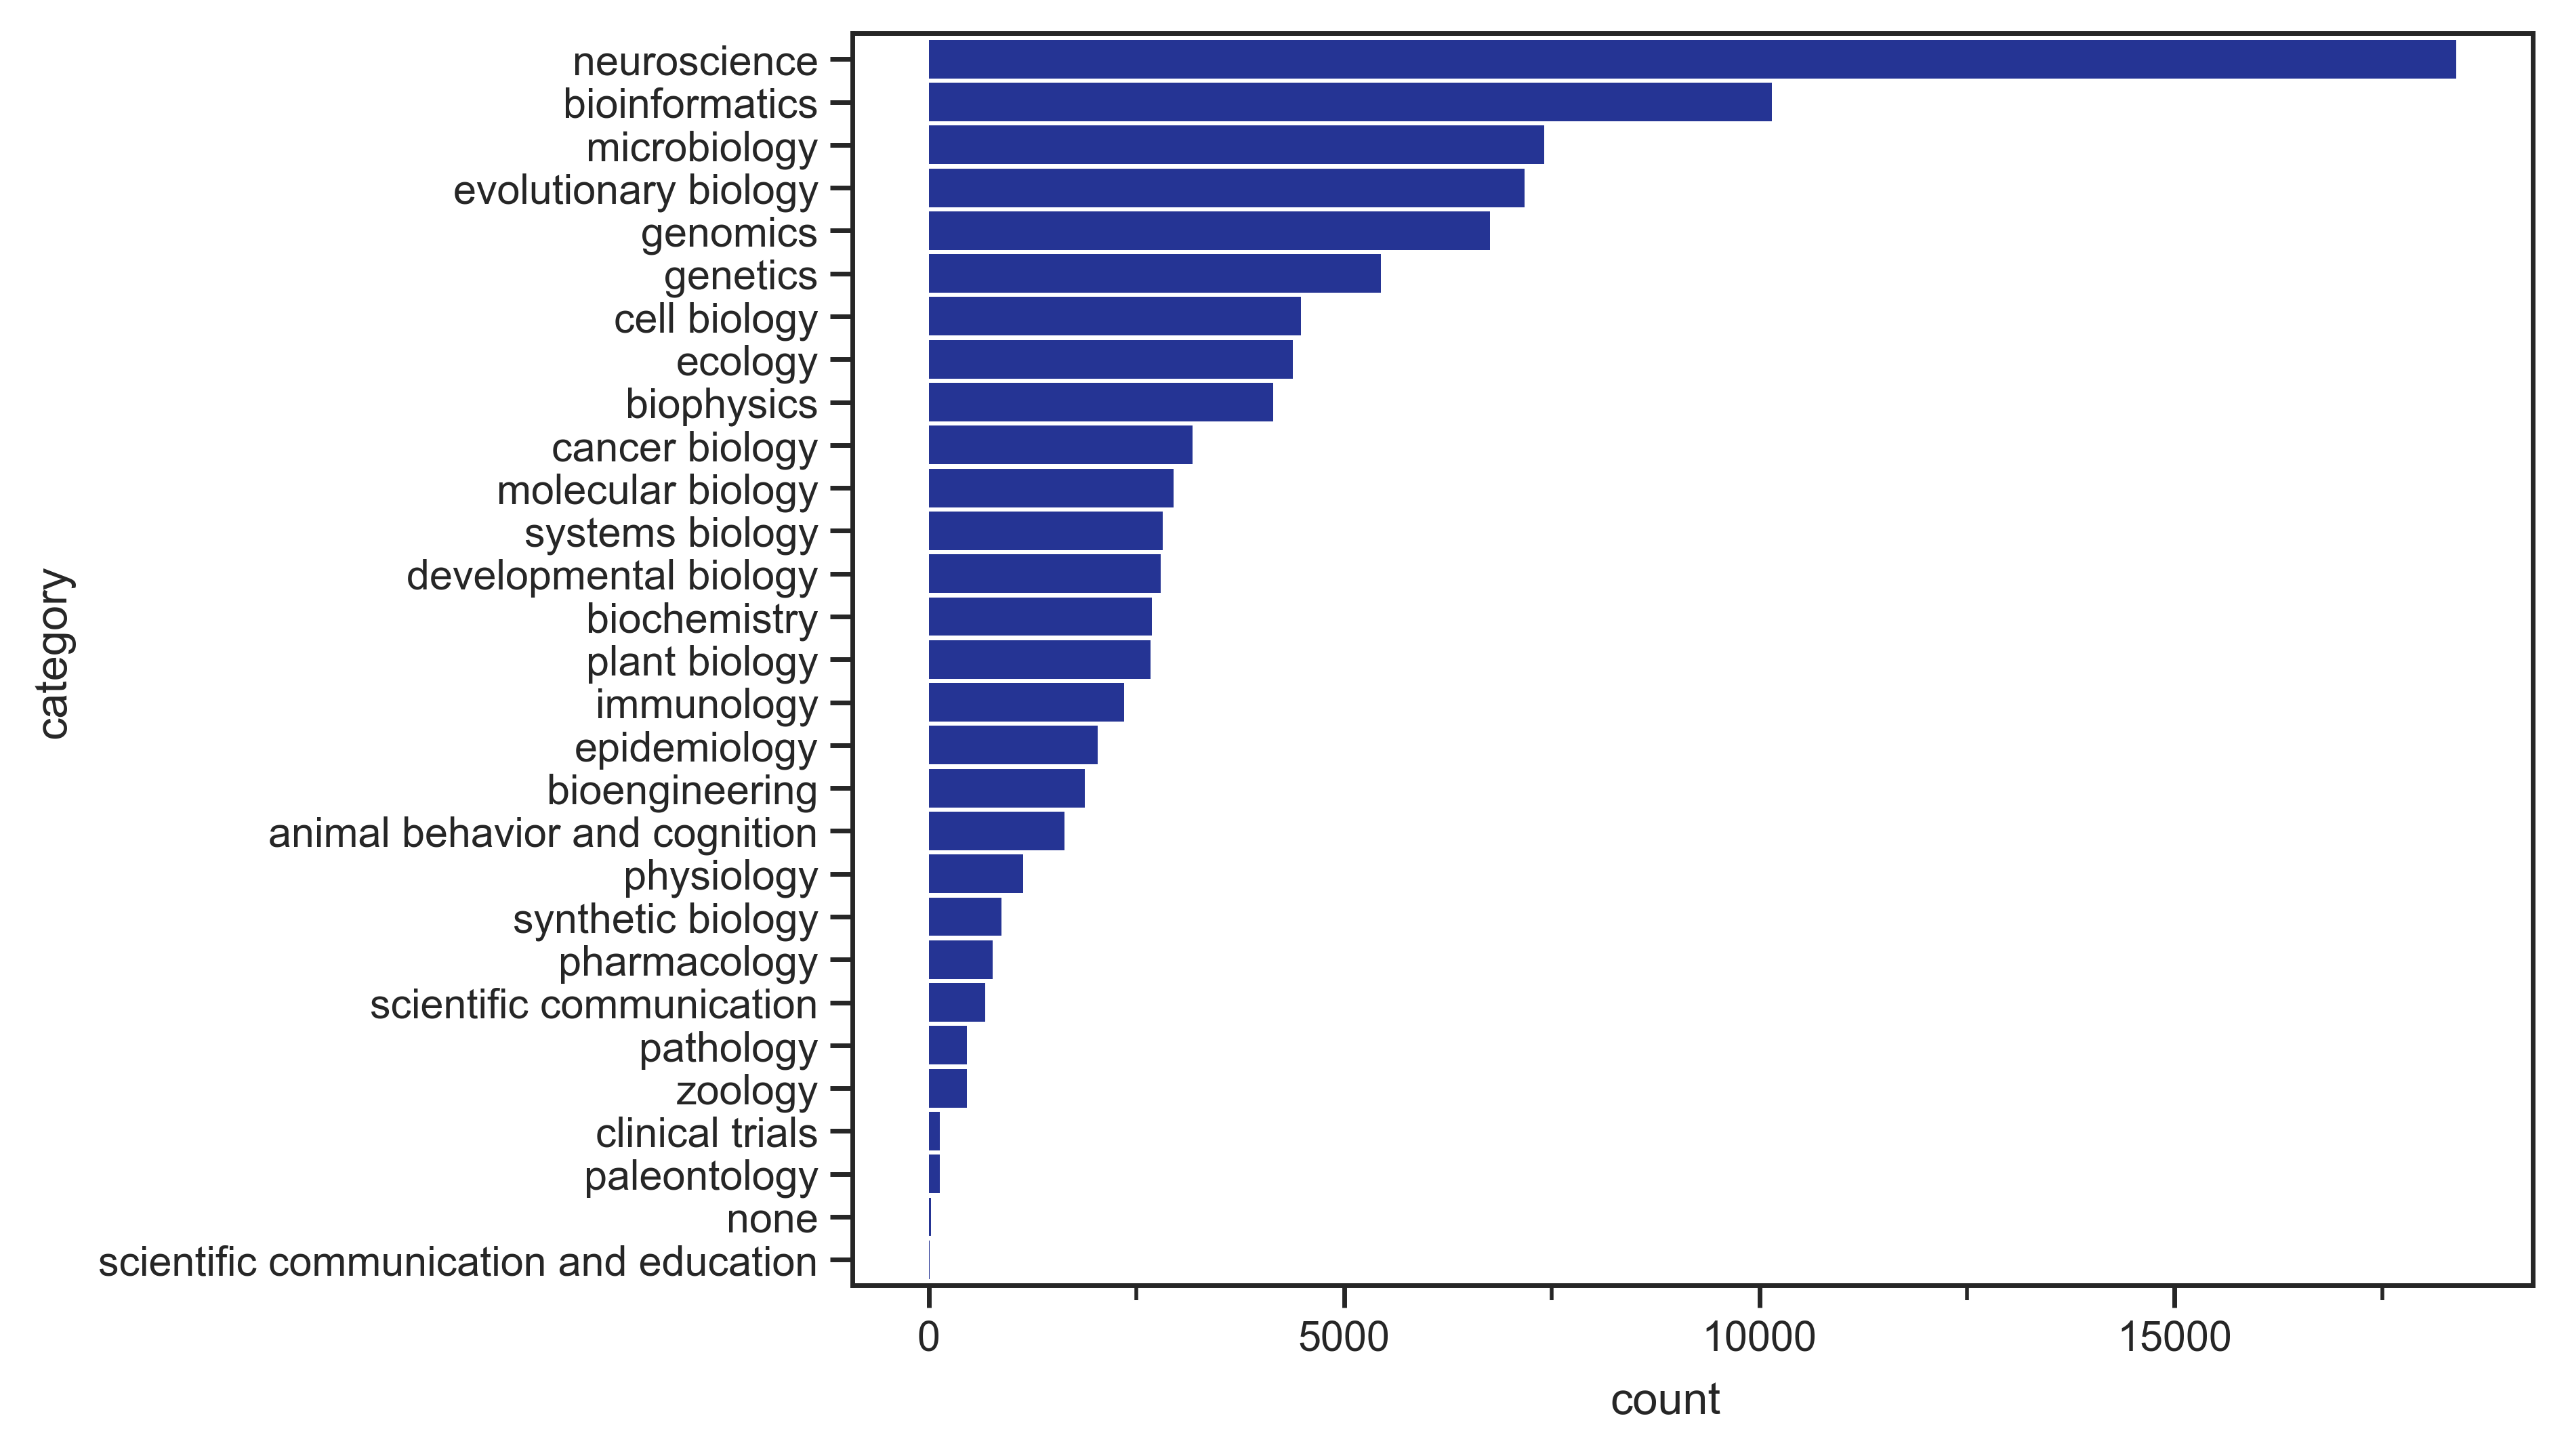 neuroscience
bioinformatics
microbiology
evolutionary biology
genomics
genetics
cell biology
ecology
biophysics
cancer biology
molecular biology
systems biology
developmental biology
biochemistry
plant biology
immunology
epidemiology
bioengineering
animal behavior and cognition
physiology
synthetic biology
pharmacology
scientific communication
pathology
zoology
clinical trials
paleontology
none
scientific communication and education
category
0 5000 10000 15000
count